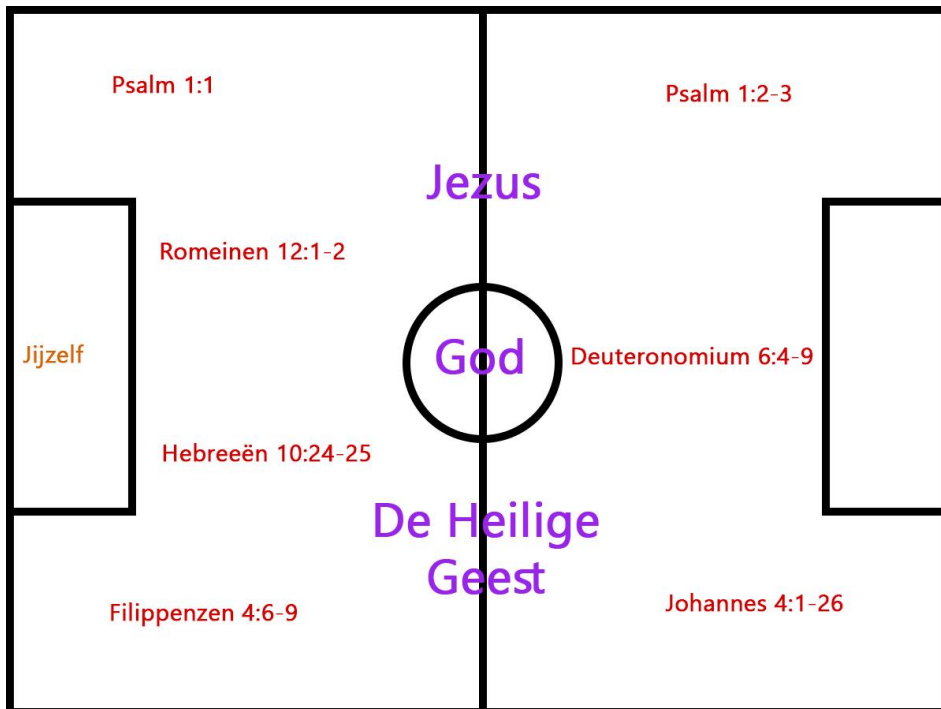 Psalm 1:1
Psalm 1:2-3
Jezus
Romeinen 12:1-2
Jijzelf
God
Deuteronomium 6:4-9
Hebreeën 10:24-25
De Heilige
Geest
Filippenzen 4:6-9
Johannes 4:1-26